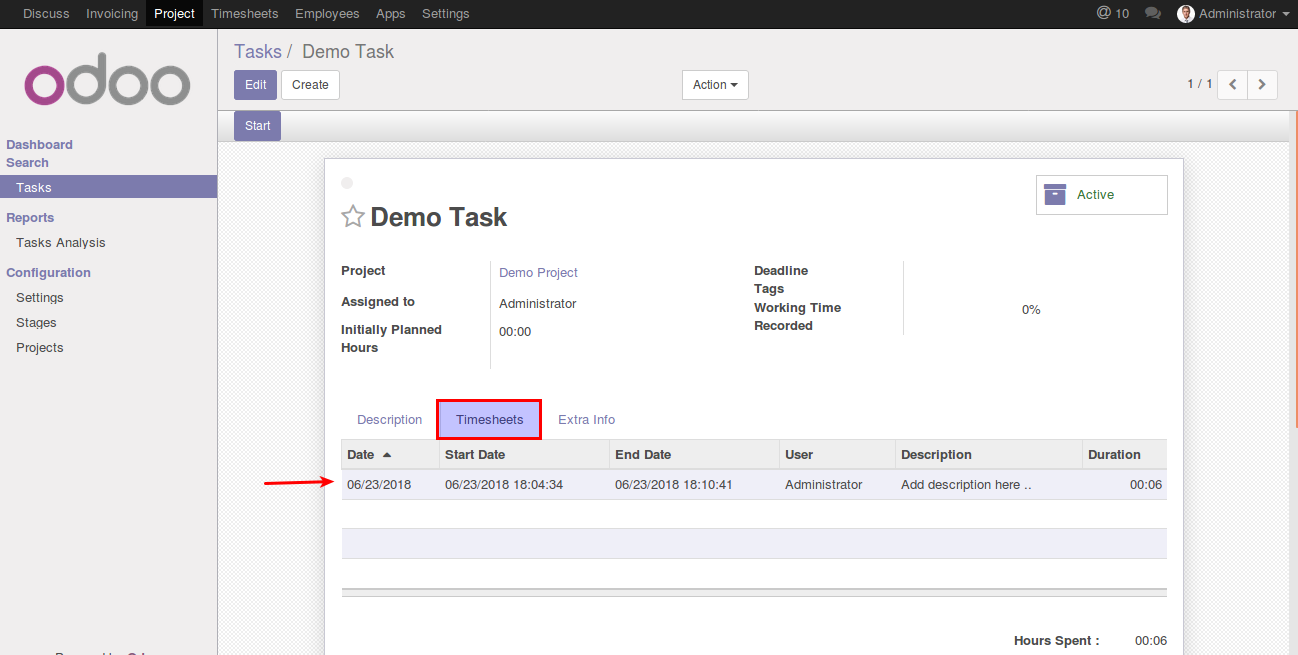 Discuss Invoicing Project Timesheets Employees Apps Settings @ 10 Administrator
odoo
Tasks / Demo Task
Edit Create Action 1 / 1
Start
Dashboard
Search
Tasks
Reports
Tasks Analysis
Configuration
Settings
Stages
Projects
Active
Demo Task
Project Demo Project
Assigned to Administrator
Initially Planned Hours 00:00
Deadline
Tags
Working Time Recorded 0%
Description Timesheets Extra Info
Date Start Date End Date User Description Duration
06/23/2018 06/23/2018 18:04:34 06/23/2018 18:10:41 Administrator Add description here .. 00:06
Hours Spent : 00:06